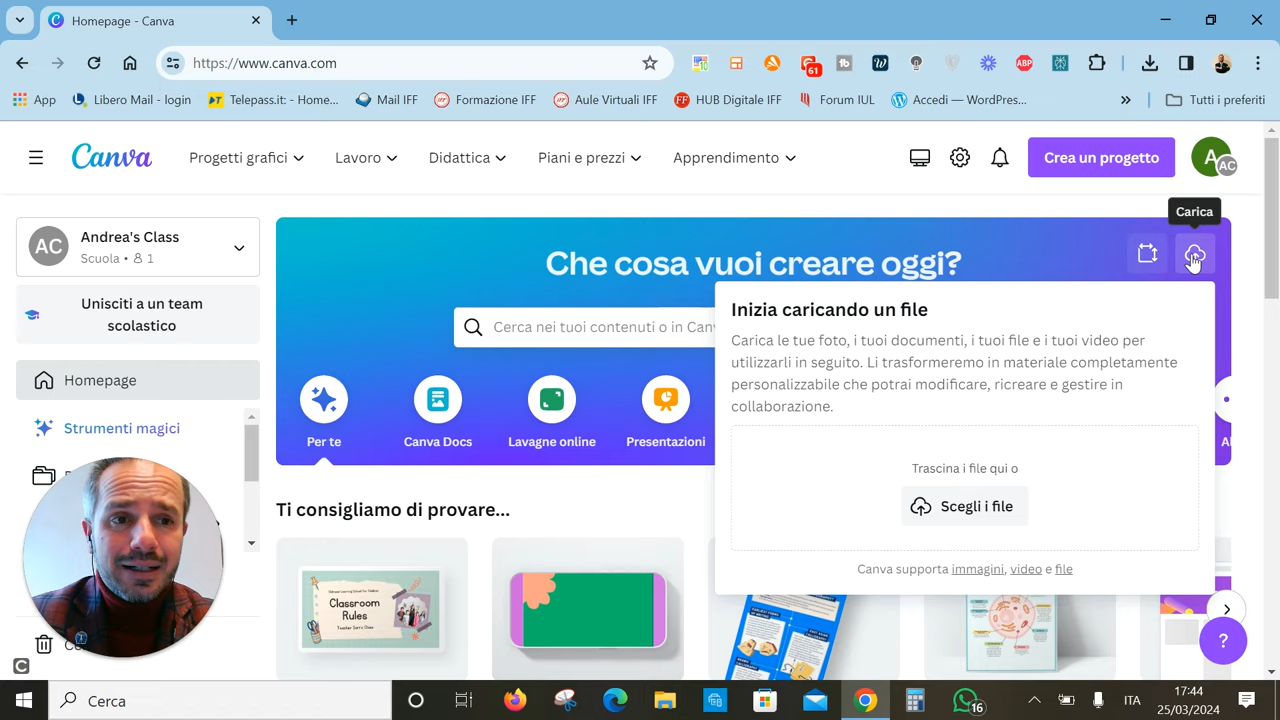 Homepage - Canva
https://www.canva.com
10
61
ABP
App
Libero Mail - login
Telepass.it: - Home...
Mail IFF
Formazione IFF
Aule Virtuali IFF
HUB Digitale IFF
Forum IUL
Accedi — WordPres...
Tutti i preferiti
Canva
Progetti grafici
Lavoro
Didattica
Piani e prezzi
Apprendimento
Crea un progetto
A
AC
Carica
AC
Andrea's Class
Scuola • 1
Unisciti a un team
scolastico
Homepage
Strumenti magici
Che cosa vuoi creare oggi?
Cerca nei tuoi contenuti o in Canv
Per te
Canva Docs
Lavagne online
Presentazioni
Inizia caricando un file
Carica le tue foto, i tuoi documenti, i tuoi file e i tuoi video per
utilizzarli in seguito. Li trasformeremo in materiale completamente
personalizzabile che potrai modificare, ricreare e gestire in
collaborazione.
Trascina i file qui o
Scegli i file
Canva supporta immagini, video e file
Ti consigliamo di provare...
Classroom
Rules
?
Cerca
16
ITA
17:44
25/03/2024